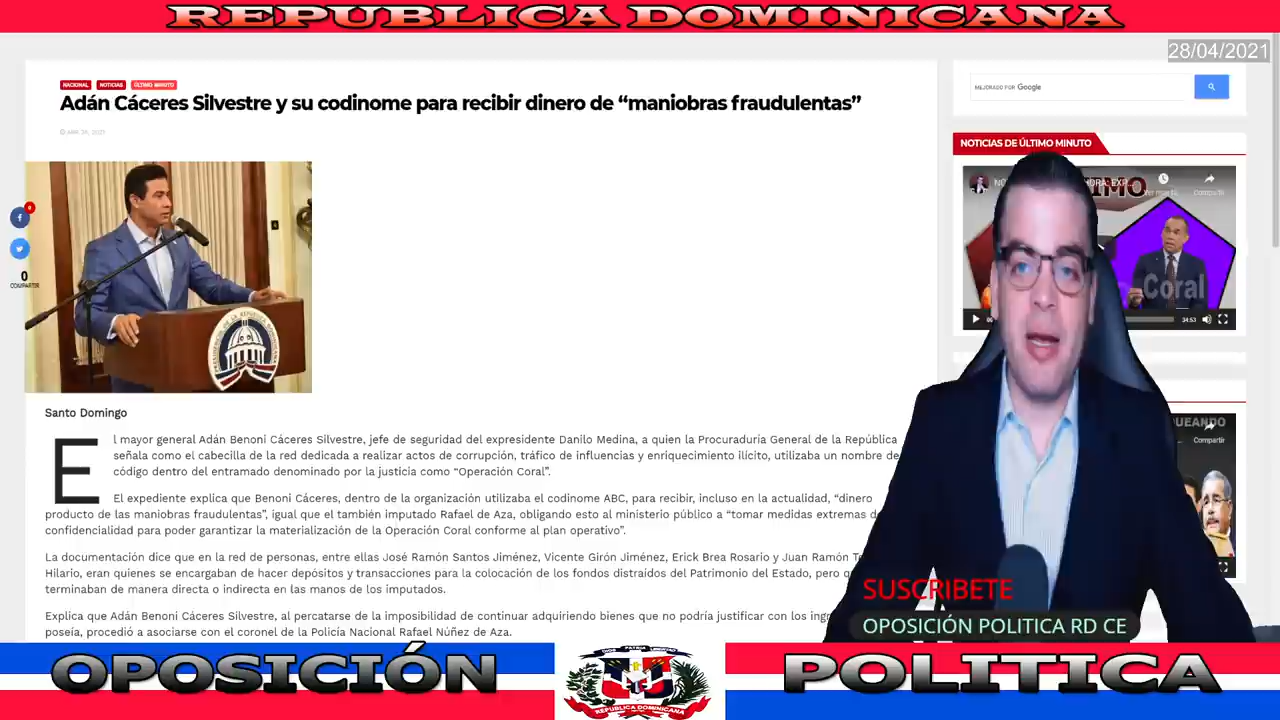 REPUBLICA DOMINICANA
28/04/2021
NACIONAL NOTICIAS ÚLTIMO MINUTO
Adán Cáceres Silvestre y su codinome para recibir dinero de “maniobras fraudulentas”
0
COMPARTIR
Santo Domingo
El mayor general Adán Benoni Cáceres Silvestre, jefe de seguridad del expresidente Danilo Medina, a quien la Procuraduría General de la República
señala como el cabecilla de la red dedicada a realizar actos de corrupción, tráfico de influencias y enriquecimiento ilícito, utilizaba un nombre de
código dentro del entramado denominado por la justicia como “Operación Coral”.
El expediente explica que Benoni Cáceres, dentro de la organización utilizaba el codinome ABC, para recibir, incluso en la actualidad, “dinero
producto de las maniobras fraudulentas”, igual que el también imputado Rafael de Aza, obligando esto al ministerio público a “tomar medidas extremas
confidencialidad para poder garantizar la materialización de la Operación Coral conforme al plan operativo”.
La documentación dice que en la red de personas, entre ellas José Ramón Santos Jiménez, Vicente Girón Jiménez, Erick Brea Rosario y Juan Ramón
Hilario, eran quienes se encargaban de hacer depósitos y transacciones para la colocación de los fondos distraídos del Patrimonio del Estado, pero
terminaban de manera directa o indirecta en las manos de los imputados.
Explica que Adán Benoni Cáceres Silvestre, al percatarse de la imposibilidad de continuar adquiriendo bienes que no podría justificar con los
poseía, procedió a asociarse con el coronel de la Policía Nacional Rafael Núñez de Aza.
MEJORADO POR Google
NOTICIAS DE ÚLTIMO MINUTO
Coral
34:53
Compartir
SUSCRIBETE
OPOSICIÓN POLITICA RD CE
OPOSICIÓN
REPÚBLICA DOMINICANA
POLITICA